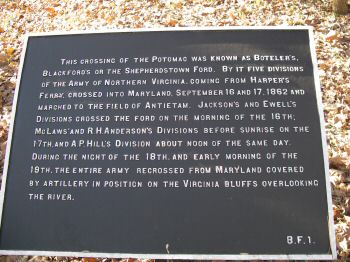 THIS CROSSING OF THE POTOMAC WAS KNOWN AS BOTELER'S,
BLACKFORD'S OR THE SHEPHERDSTOWN FORD. BY IT FIVE DIVISIONS
OF THE ARMY OF NORTHERN VIRGINIA, COMING FROM HARPER'S
FERRY, CROSSED INTO MARYLAND, SEPTEMBER 16 AND 17, 1862 AND
MARCHED TO THE FIELD OF ANTIETAM. JACKSON'S AND EWELL'S
DIVISIONS CROSSED THE FORD ON THE MORNING OF THE 16TH;
MCLAWS' AND R.H. ANDERSON'S DIVISIONS BEFORE SUNRISE ON THE
17TH, AND A.P. HILL'S DIVISION ABOUT NOON OF THE SAME DAY.
DURING THE NIGHT OF THE 18TH, AND EARLY MORNING OF THE
19TH, THE ENTIRE ARMY RECROSSED FROM MARYLAND COVERED
BY ARTILLERY IN POSITION ON THE VIRGINIA BLUFFS OVERLOOKING
THE RIVER.
B.F.1.